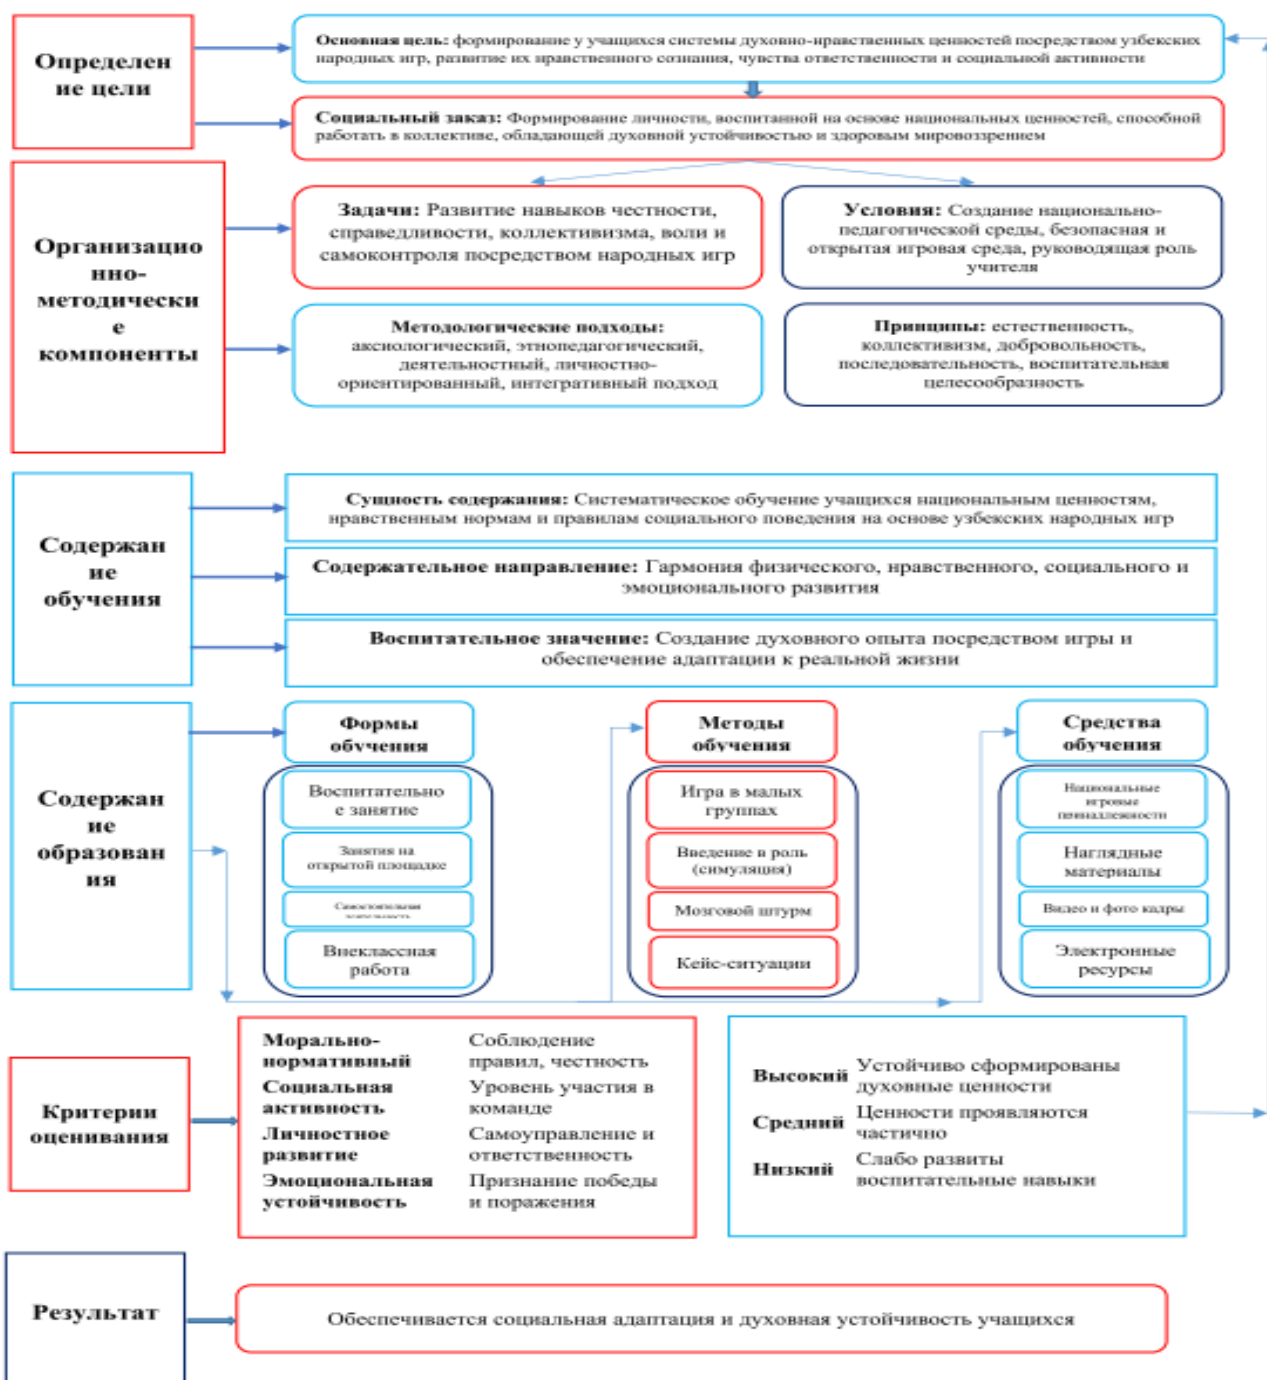 Определен
ие цели
Основная цель: формирование у учащихся системы духовно-нравственных ценностей посредством узбекских
народных игр, развитие их нравственного сознания, чувства ответственности и социальной активности
Социальный заказ: Формирование личности, воспитанной на основе национальных ценностей, способной
работать в коллективе, обладающей духовной устойчивостью и здоровым мировоззрением
Организацио
нно-
методически
е
компоненты
Задачи: Развитие навыков честности,
справедливости, коллективизма, воли и
самоконтроля посредством народных игр
Условия: Создание национально-
педагогической среды, безопасная и
открытая игровая среда, руководящая роль
учителя
Методологические подходы:
аксиологический, этнопедагогический,
деятельностный, личностно-
ориентированный, интегративный подход
Принципы: естественность,
коллективизм, добровольность,
последовательность, воспитательная
целесообразность
Содержан
ие
обучения
Сущность содержания: Систематическое обучение учащихся национальным ценностям,
нравственным нормам и правилам социального поведения на основе узбекских народных игр
Содержательное направление: Гармония физического, нравственного, социального и
эмоционального развития
Воспитательное значение: Создание духовного опыта посредством игры и
обеспечение адаптации к реальной жизни
Содержан
ие
образован
ия
Формы
обучения
Воспитательно
е занятие
Занятия на
открытой площадке
Самостоятельная
деятельность
Внеклассная
работа
Методы
обучения
Игра в малых
группах
Введение в роль
(симуляция)
Мозговой штурм
Кейс-ситуации
Средства
обучения
Национальные
игровые
принадлежности
Наглядные
материалы
Видео и фото кадры
Электронные
ресурсы
Критерии
оценивания
Морально-
нормативный
Соблюдение
правил, честность
Социальная
активность
Уровень участия в
команде
Личностное
развитие
Самоуправление и
ответственность
Эмоциональная
устойчивость
Признание победы
и поражения
Высокий
Устойчиво сформированы
духовные ценности
Средний
Ценности проявляются
частично
Низкий
Слабо развиты
воспитательные навыки
Результат
Обеспечивается социальная адаптация и духовная устойчивость учащихся